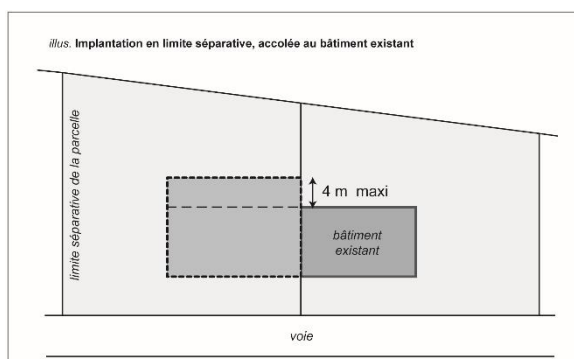 illus. Implantation en limite séparative, accolée au bâtiment existant
limite séparative de la parcelle
4 m maxi
bâtiment
existant
voie